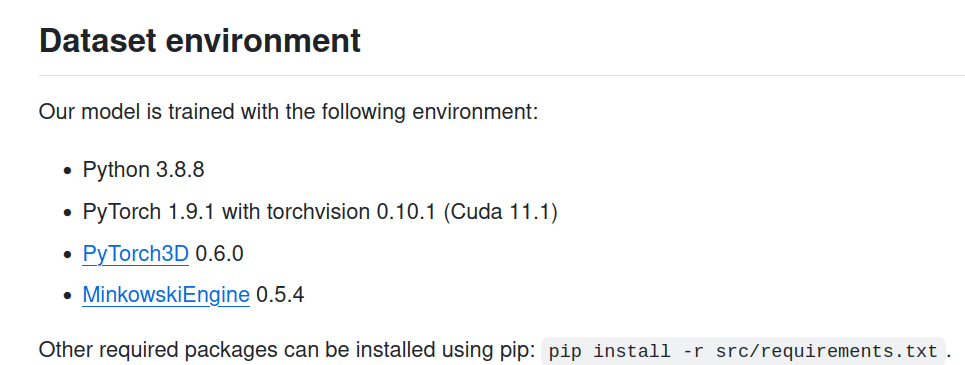 Dataset environment
Our model is trained with the following environment:
• Python 3.8.8
• PyTorch 1.9.1 with torchvision 0.10.1 (Cuda 11.1)
• PyTorch3D 0.6.0
• MinkowskiEngine 0.5.4
Other required packages can be installed using pip: pip install -r src/requirements.txt.